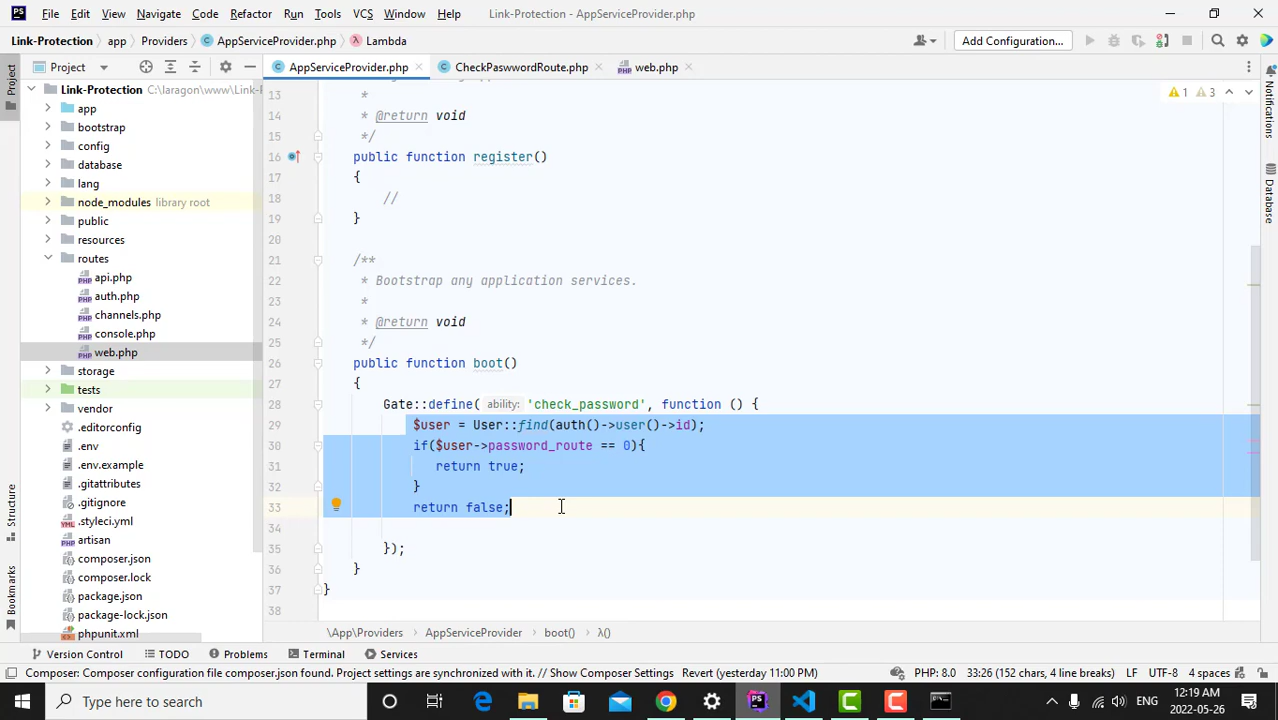 File Edit View Navigate Code Refactor Run Tools VCS Window Help Link-Protection - AppServiceProvider.php
Link-Protection app Providers AppServiceProvider.php Lambda Add Configuration...
Project AppServiceProvider.php CheckPaswwordRoute.php web.php
Project
Structure
Bookmarks
Link-Protection C:\laragon\www\Link-P
app
bootstrap
config
database
lang
node_modules library root
public
resources
routes
api.php
auth.php
channels.php
console.php
web.php
storage
tests
vendor
.editorconfig
.env
.env.example
.gitattributes
.gitignore
.styleci.yml
artisan
composer.json
composer.lock
package.json
package-lock.json
phpunit.xml
1 3
13 *
14 * @return void
15 */
16 public function register()
17 {
18 //
19 }
20
21 /**
22 * Bootstrap any application services.
23 *
24 * @return void
25 */
26 public function boot()
27 {
28 Gate::define( ability: 'check_password', function () {
29 $user = User::find(auth()->user()->id);
30 if($user->password_route == 0){
31 return true;
32 }
33 return false;
34
35 });
36 }
37 }
38
\App\Providers AppServiceProvider boot() λ()
Notifications
Database
Version Control TODO Problems Terminal Services
Composer: Composer configuration file composer.json found. Project settings are synchronized with it. // Show Composer Settings Revert (yesterday 11:00 PM) PHP: 8.0 33:26 (152 chars, 4 line breaks) LF UTF-8 4 spaces
Type here to search ENG 12:19 AM
2022-05-26